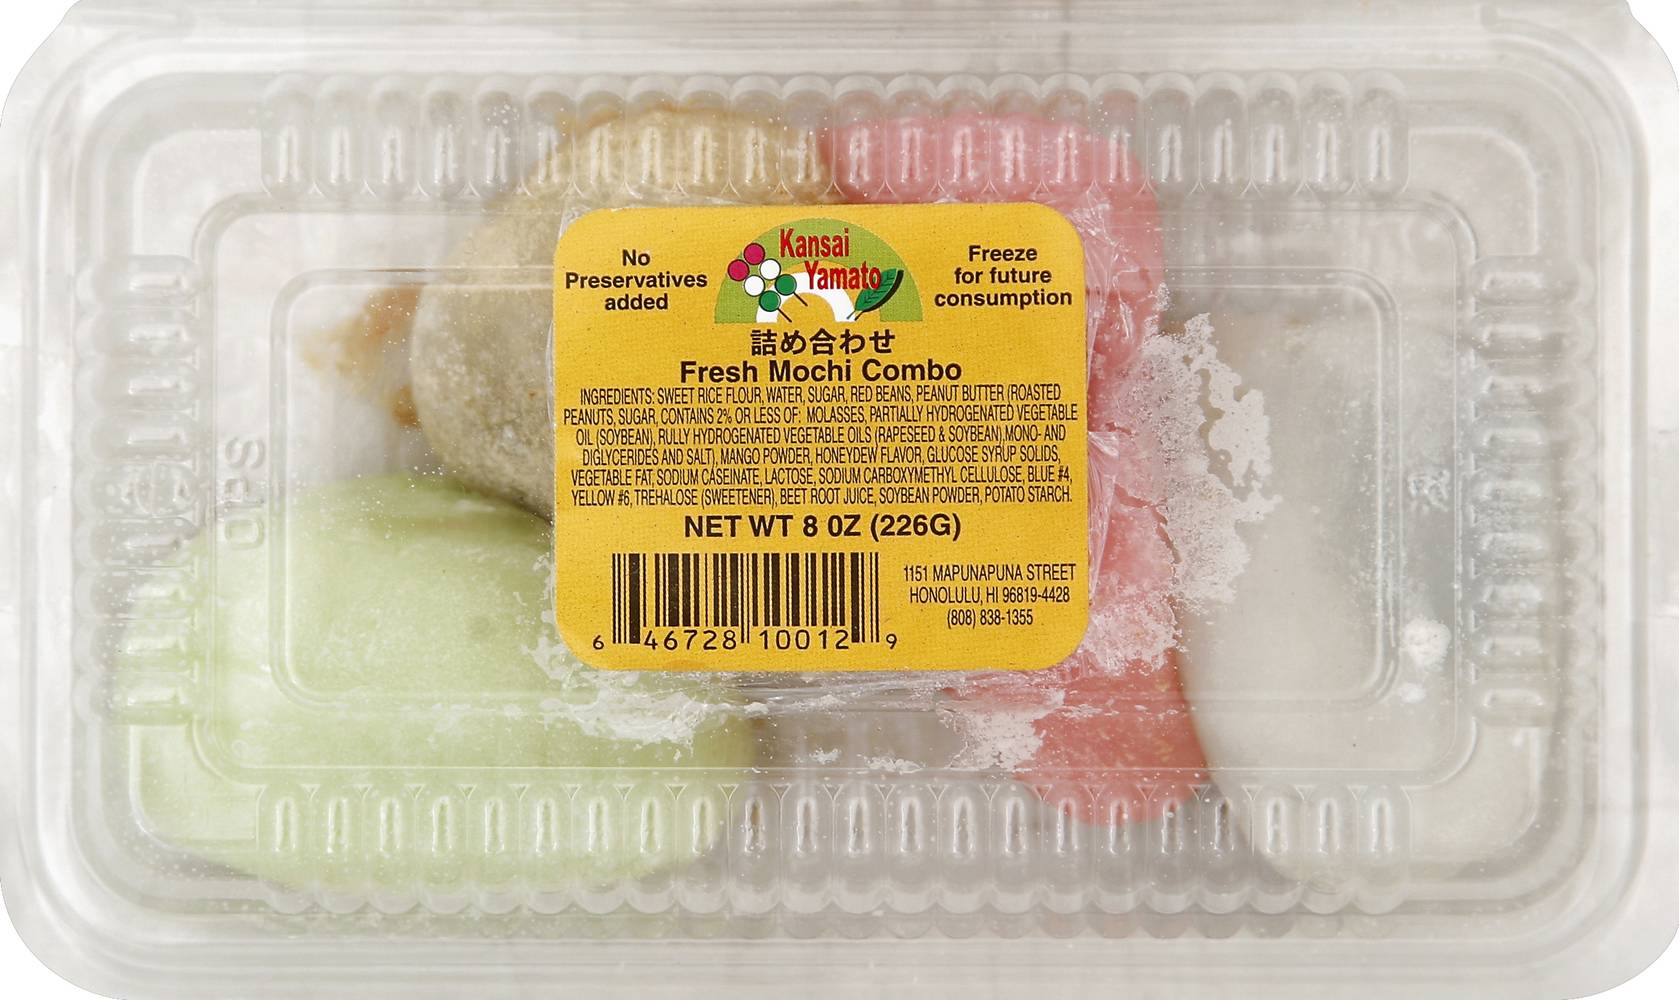 No
Preservatives
added
Kansai
Yamato
Freeze
for future
consumption
詰め合わせ
Fresh Mochi Combo
INGREDIENTS: SWEET RICE FLOUR, WATER, SUGAR, RED BEANS, PEANUT BUTTER (ROASTED
PEANUTS, SUGAR, CONTAINS 2% OR LESS OF: MOLASSES, PARTIALLY HYDROGENATED VEGETABLE
OIL (SOYBEAN), RULLY HYDROGENATED VEGETABLE OILS (RAPESEED & SOYBEAN),MONO- AND
DIGLYCERIDES AND SALT), MANGO POWDER, HONEYDEW FLAVOR, GLUCOSE SYRUP SOLIDS,
VEGETABLE FAT, SODIUM CASEINATE, LACTOSE, SODIUM CARBOXYMETHYL CELLULOSE, BLUE #4,
YELLOW #6, TREHALOSE (SWEETENER), BEET ROOT JUICE, SOYBEAN POWDER, POTATO STARCH.
NET WT 8 0Z (226G)
1151 MAPUNAPUNA STREET
HONOLULU, HI 96819-4428
(808) 838-1355
6 46728 10012 9
OPS